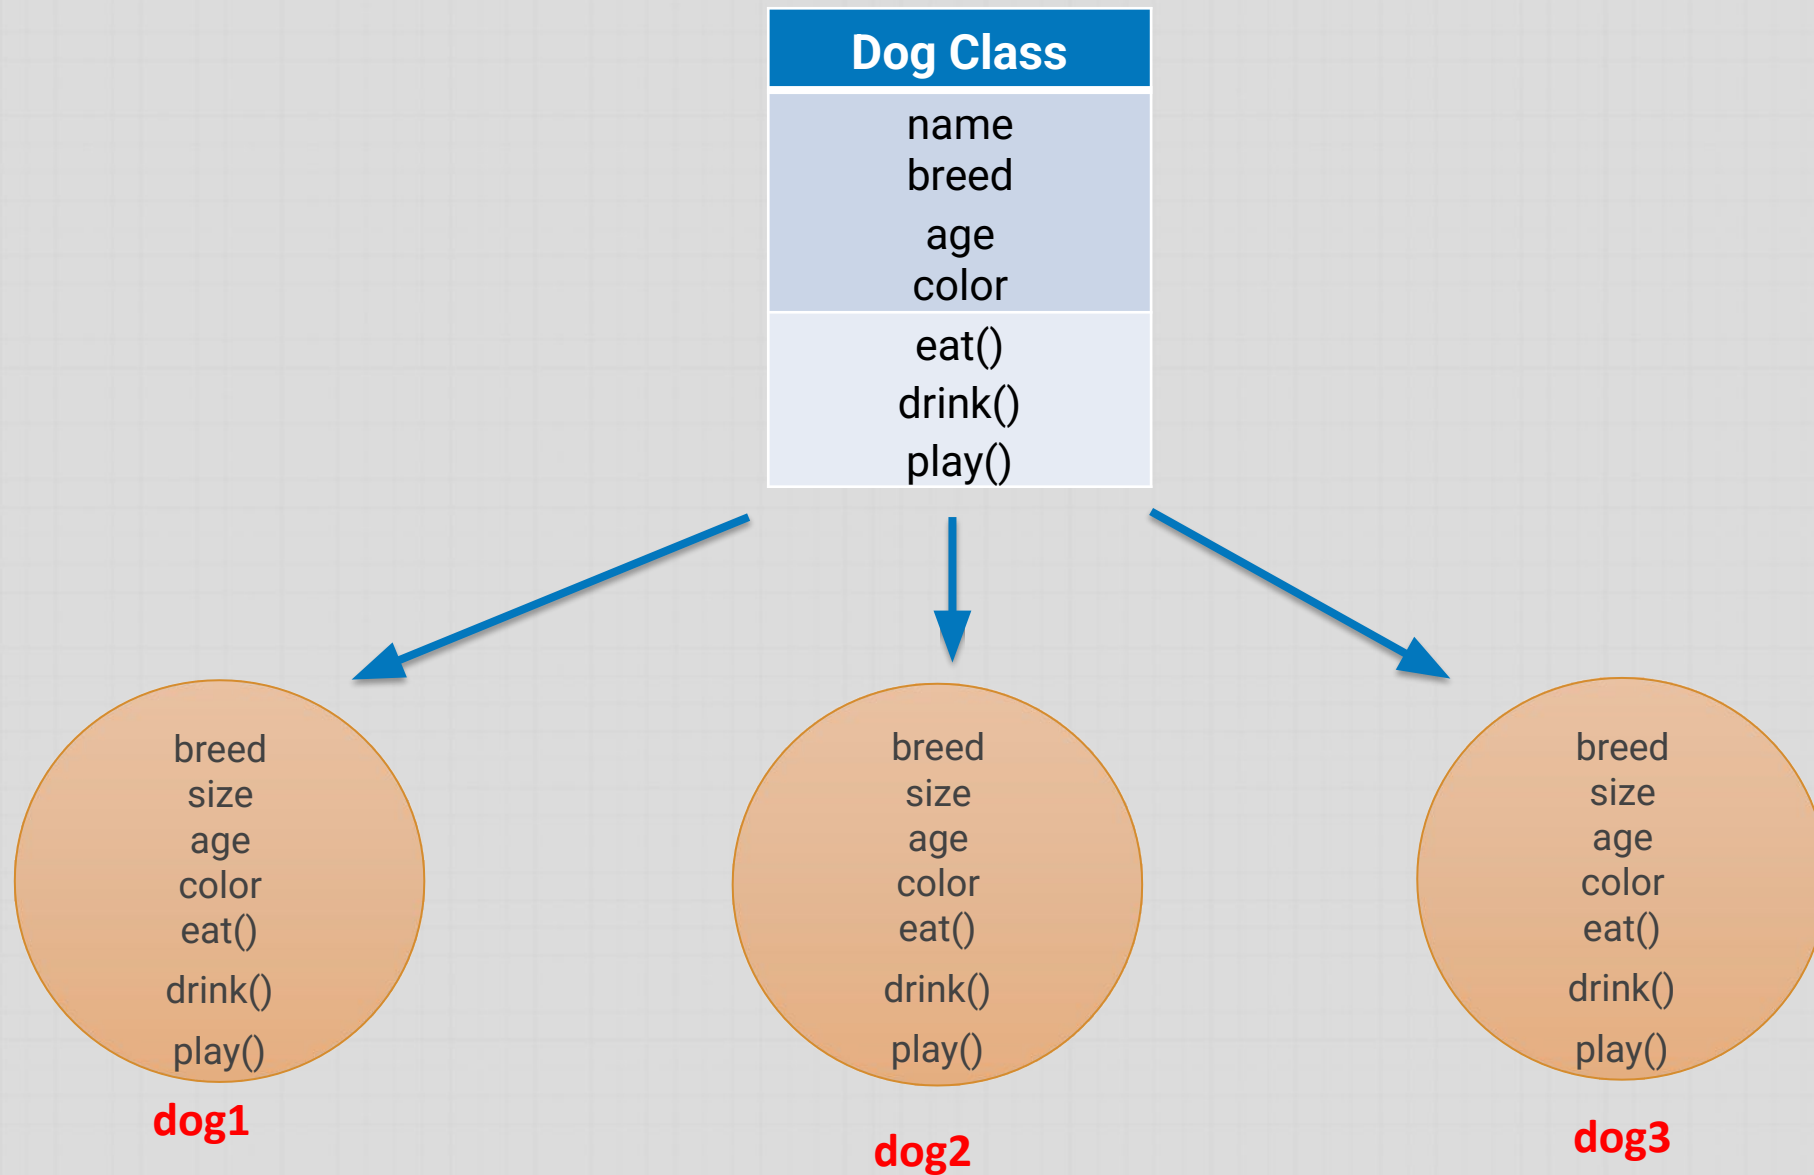 Dog Class
name
breed
age
color
eat()
drink()
play()
breed
size
age
color
eat()
drink()
play()
dog1
breed
size
age
color
eat()
drink()
play()
dog2
breed
size
age
color
eat()
drink()
play()
dog3